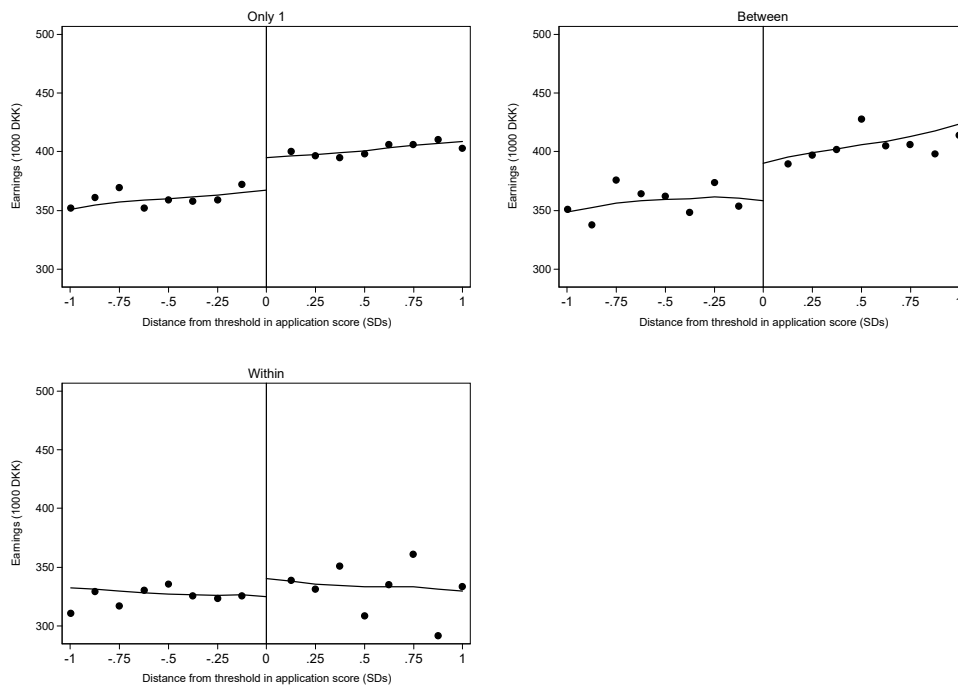 Only 1
500
450
400
350
300
Earnings (1000 DKK)
-1 -.75 -.5 -.25 0 .25 .5 .75 1
Distance from threshold in application score (SDs)
Between
500
450
400
350
300
Earnings (1000 DKK)
-1 -.75 -.5 -.25 0 .25 .5 .75 1
Distance from threshold in application score (SDs)
Within
500
450
400
350
300
Earnings (1000 DKK)
-1 -.75 -.5 -.25 0 .25 .5 .75 1
Distance from threshold in application score (SDs)